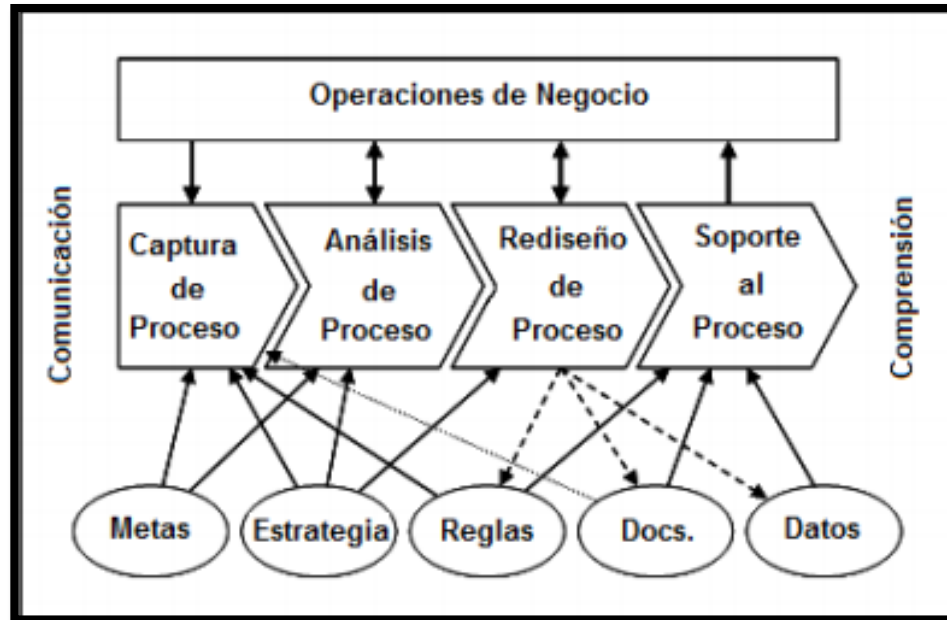 Operaciones de Negocio
Comunicación
Captura
de
Proceso
Análisis
de
Proceso
Rediseño
de
Proceso
Soporte
al
Proceso
Comprensión
Metas
Estrategia
Reglas
Docs.
Datos